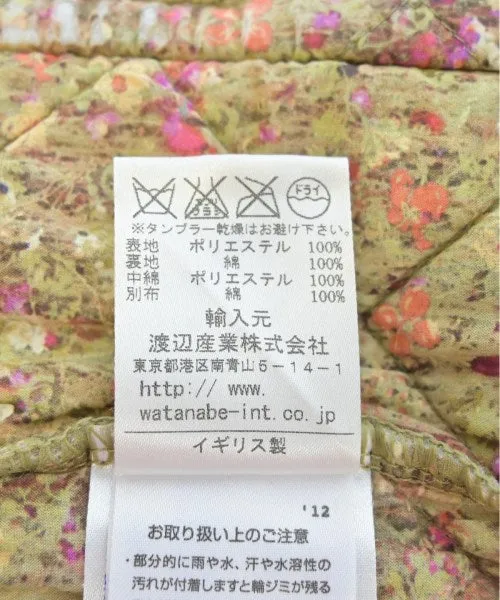 エンソ
サラシ
ドライ
※タンブラー乾燥はお避け下さい。
表地 ポリエステル 100%
裏地 綿 100%
中綿 ポリエステル 100%
別布 綿 100%
輸入元
渡辺産業株式会社
東京都港区南青山5-14-1
http:// www.
watanabe-int.co.jp
イギリス製
'12
お取り扱い上のご注意
・部分的に雨や水、汗や水溶性の
汚れが付着しますと輪ジミが残る